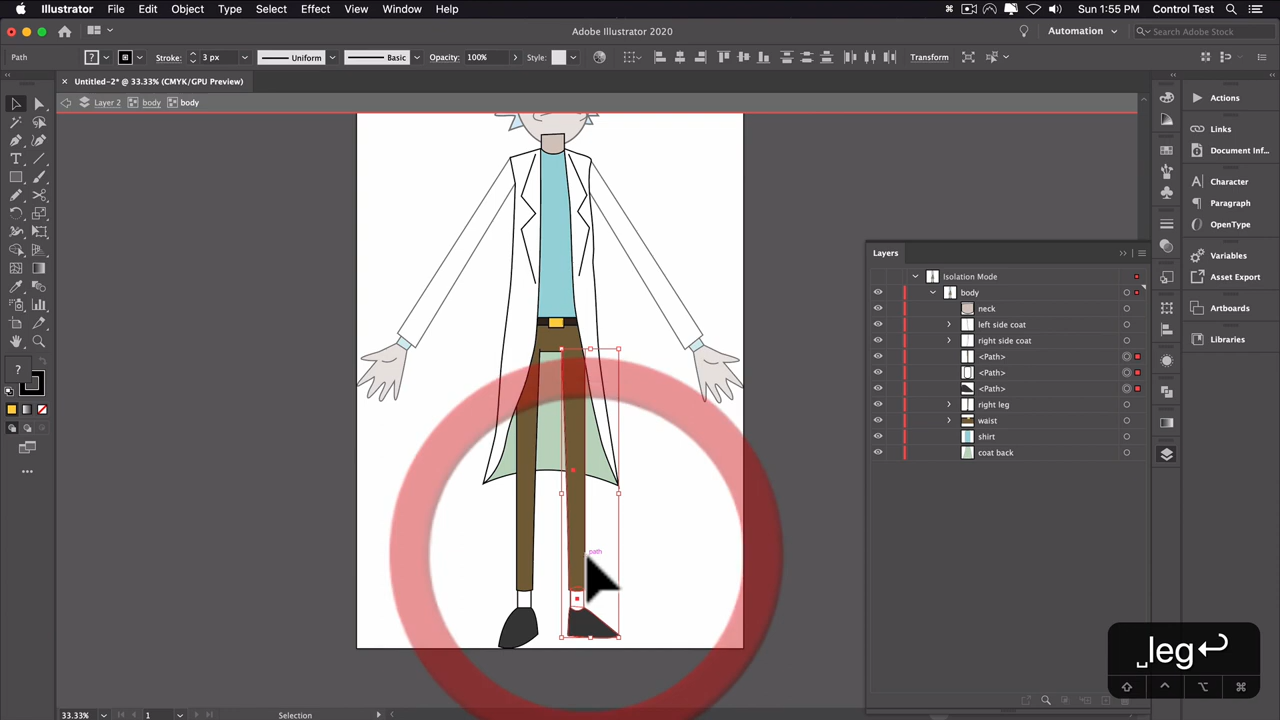 Illustrator File Edit Object Type Select Effect View Window Help Sun 1:55 PM Control Test
Adobe Illustrator 2020 Automation Search Adobe Stock
Path ? Stroke: 3 px Uniform Basic Opacity: 100% Style: Transform
× Untitled-2* @ 33.33% (CMYK/GPU Preview)
Layer 2 body body
Actions
Links
Document Inf...
Character
Paragraph
OpenType
Variables
Asset Export
Artboards
Libraries
Layers
Isolation Mode
body
neck
left side coat
right side coat
<Path>
<Path>
<Path>
right leg
waist
shirt
coat back
path
?
leg
33.33% 1 Selection